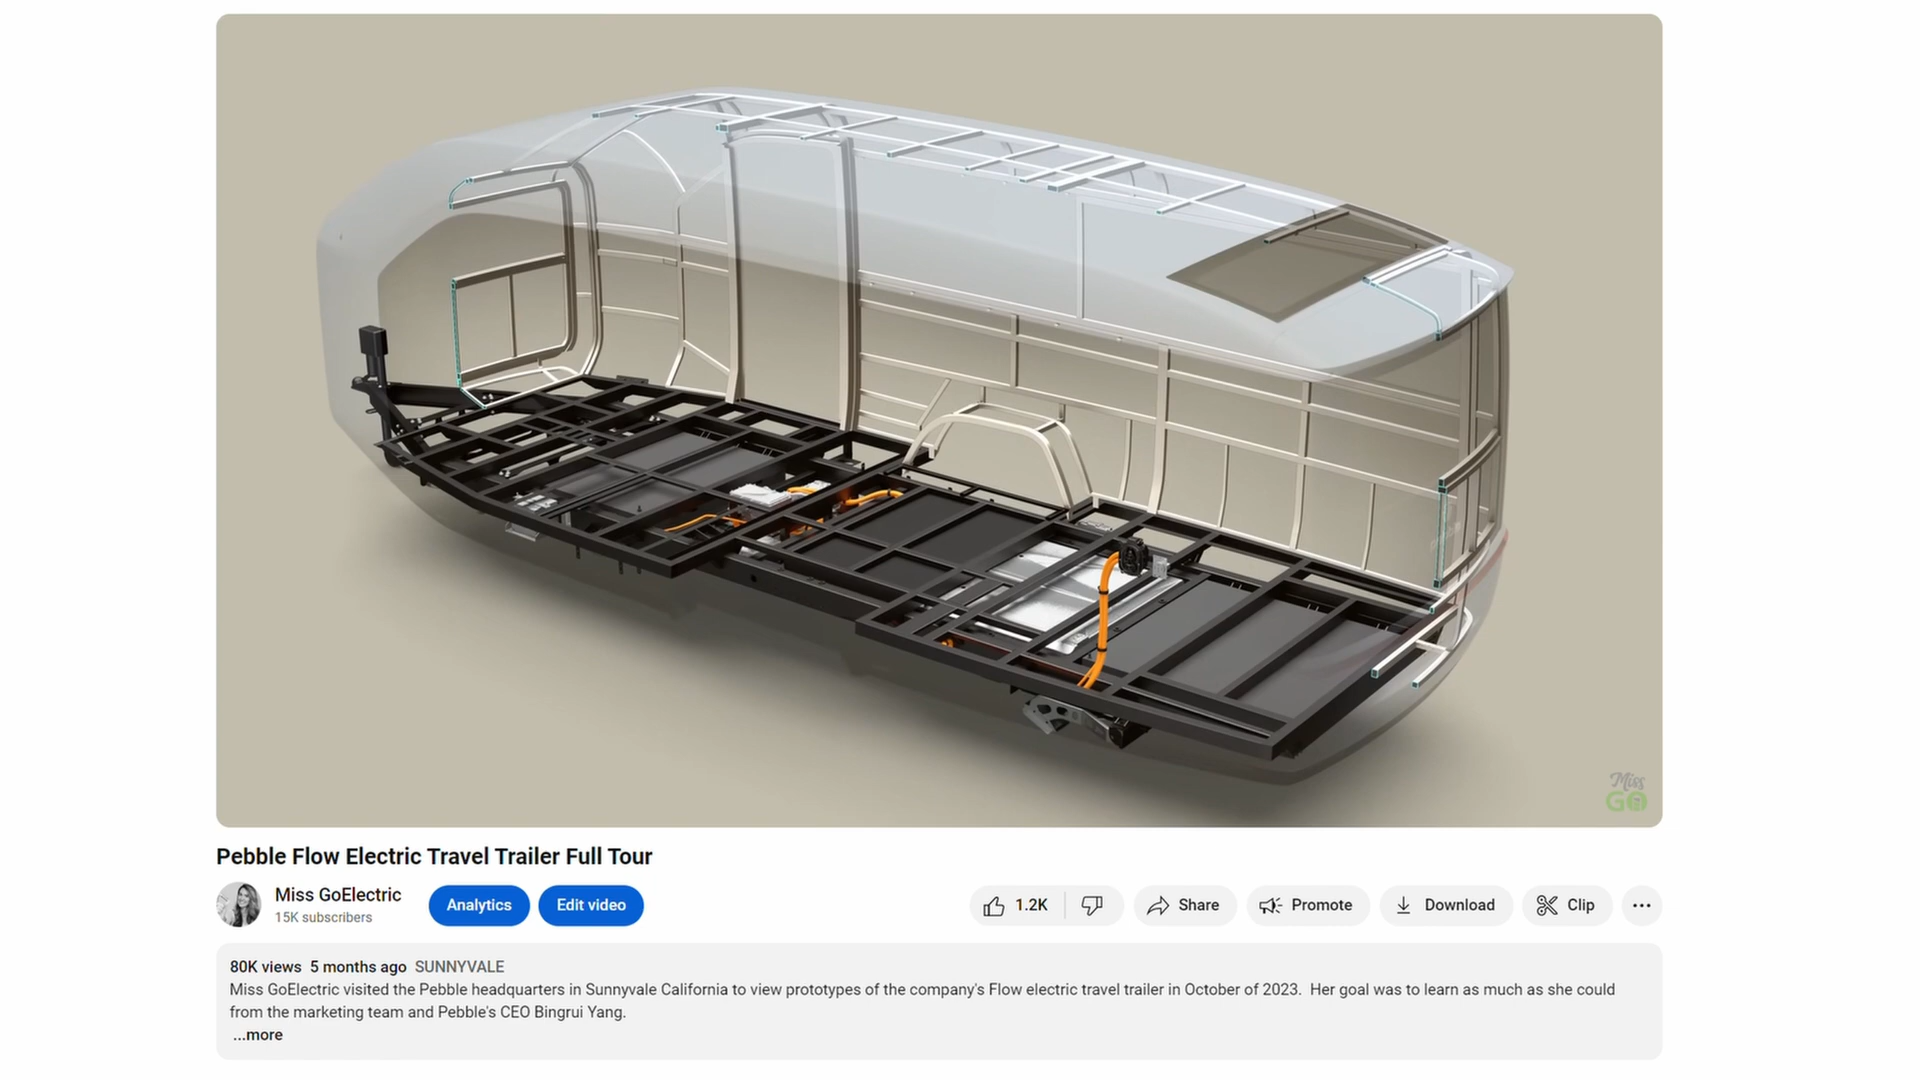 Miss
GO
Pebble Flow Electric Travel Trailer Full Tour
Miss GoElectric
15K subscribers
Analytics
Edit video
1.2K
Share
Promote
Download
Clip
80K views 5 months ago SUNNYVALE
Miss GoElectric visited the Pebble headquarters in Sunnyvale California to view prototypes of the company's Flow electric travel trailer in October of 2023. Her goal was to learn as much as she could
from the marketing team and Pebble's CEO Bingrui Yang.
...more